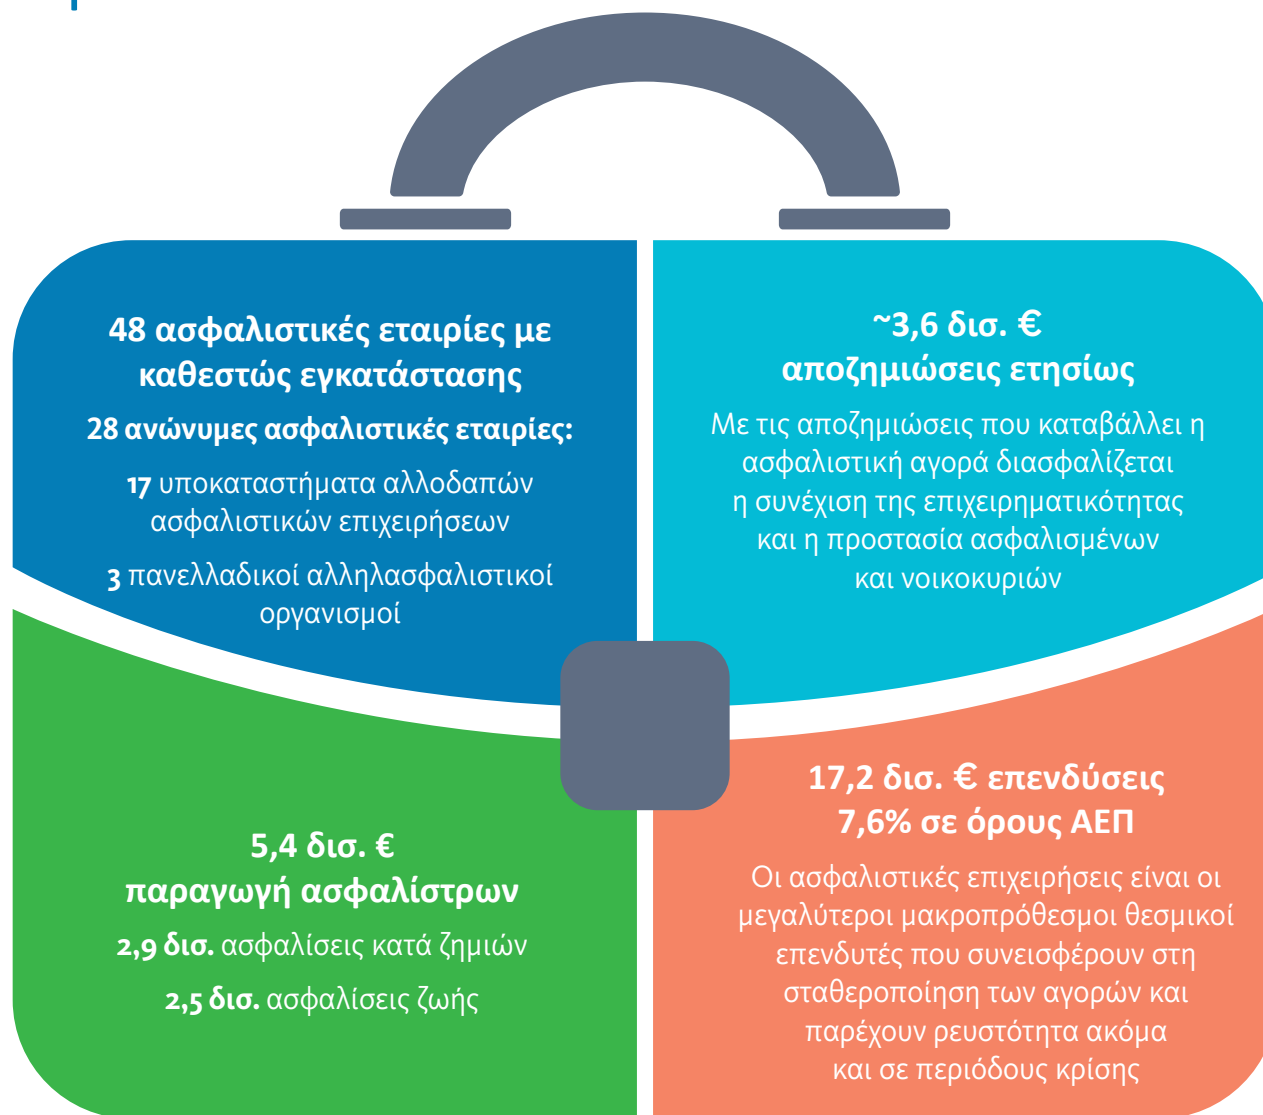 48 ασφαλιστικές εταιρίες με
καθεστώς εγκατάστασης
28 ανώνυμες ασφαλιστικές εταιρίες:
17 υποκαταστήματα αλλοδαπών
ασφαλιστικών επιχειρήσεων
3 πανελλαδικοί αλληλασφαλιστικοί
οργανισμοί
~3,6 δισ. €
αποζημιώσεις ετησίως
Με τις αποζημιώσεις που καταβάλλει η
ασφαλιστική αγορά διασφαλίζεται
η συνέχιση της επιχειρηματικότητας
και η προστασία ασφαλισμένων
και νοικοκυριών
5,4 δισ. €
παραγωγή ασφαλίστρων
2,9 δισ. ασφαλίσεις κατά ζημιών
2,5 δισ. ασφαλίσεις ζωής
17,2 δισ. € επενδύσεις
7,6% σε όρους ΑΕΠ
Οι ασφαλιστικές επιχειρήσεις είναι οι
μεγαλύτεροι μακροπρόθεσμοι θεσμικοί
επενδυτές που συνεισφέρουν στη
σταθεροποίηση των αγορών και
παρέχουν ρευστότητα ακόμα
και σε περιόδους κρίσης